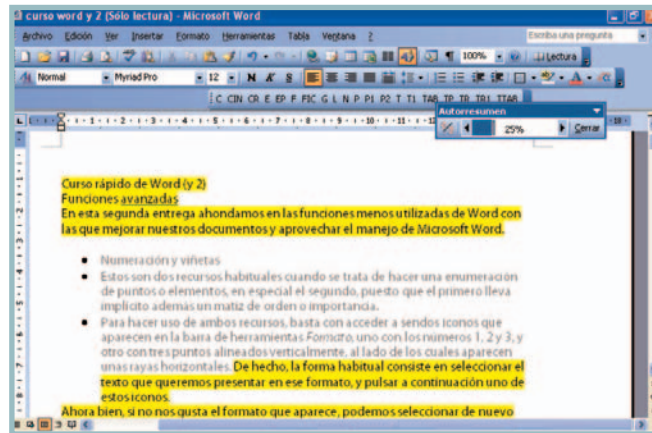 curso word y 2 (Sólo lectura) - Microsoft Word
Archivo Edición Ver Insertar Formato Herramientas Tabla Ventana ? Escriba una pregunta
100% Lectura
Normal Myriad Pro 12 N K S
C CIN CR E EP F FIC G L N P P1 P2 T T1 TAB TP TR TR1 TTAB
Autorresumen
25% Cerrar
Curso rápido de Word (y 2)
Funciones avanzadas
En esta segunda entrega ahondamos en las funciones menos utilizadas de Word con
las que mejorar nuestros documentos y aprovechar el manejo de Microsoft Word.
• Numeración y viñetas
• Estos son dos recursos habituales cuando se trata de hacer una enumeración
de puntos o elementos, en especial el segundo, puesto que el primero lleva
implícito además un matiz de orden o importancia.
• Para hacer uso de ambos recursos, basta con acceder a sendos iconos que
aparecen en la barra de herramientas Formato, uno con los números 1, 2 y 3, y
otro con tres puntos alineados verticalmente, al lado de los cuales aparecen
unas rayas horizontales. De hecho, la forma habitual consiste en seleccionar el
texto que queremos presentar en ese formato, y pulsar a continuación uno de
estos iconos.
Ahora bien, si no nos gusta el formato que aparece, podemos seleccionar de nuevo